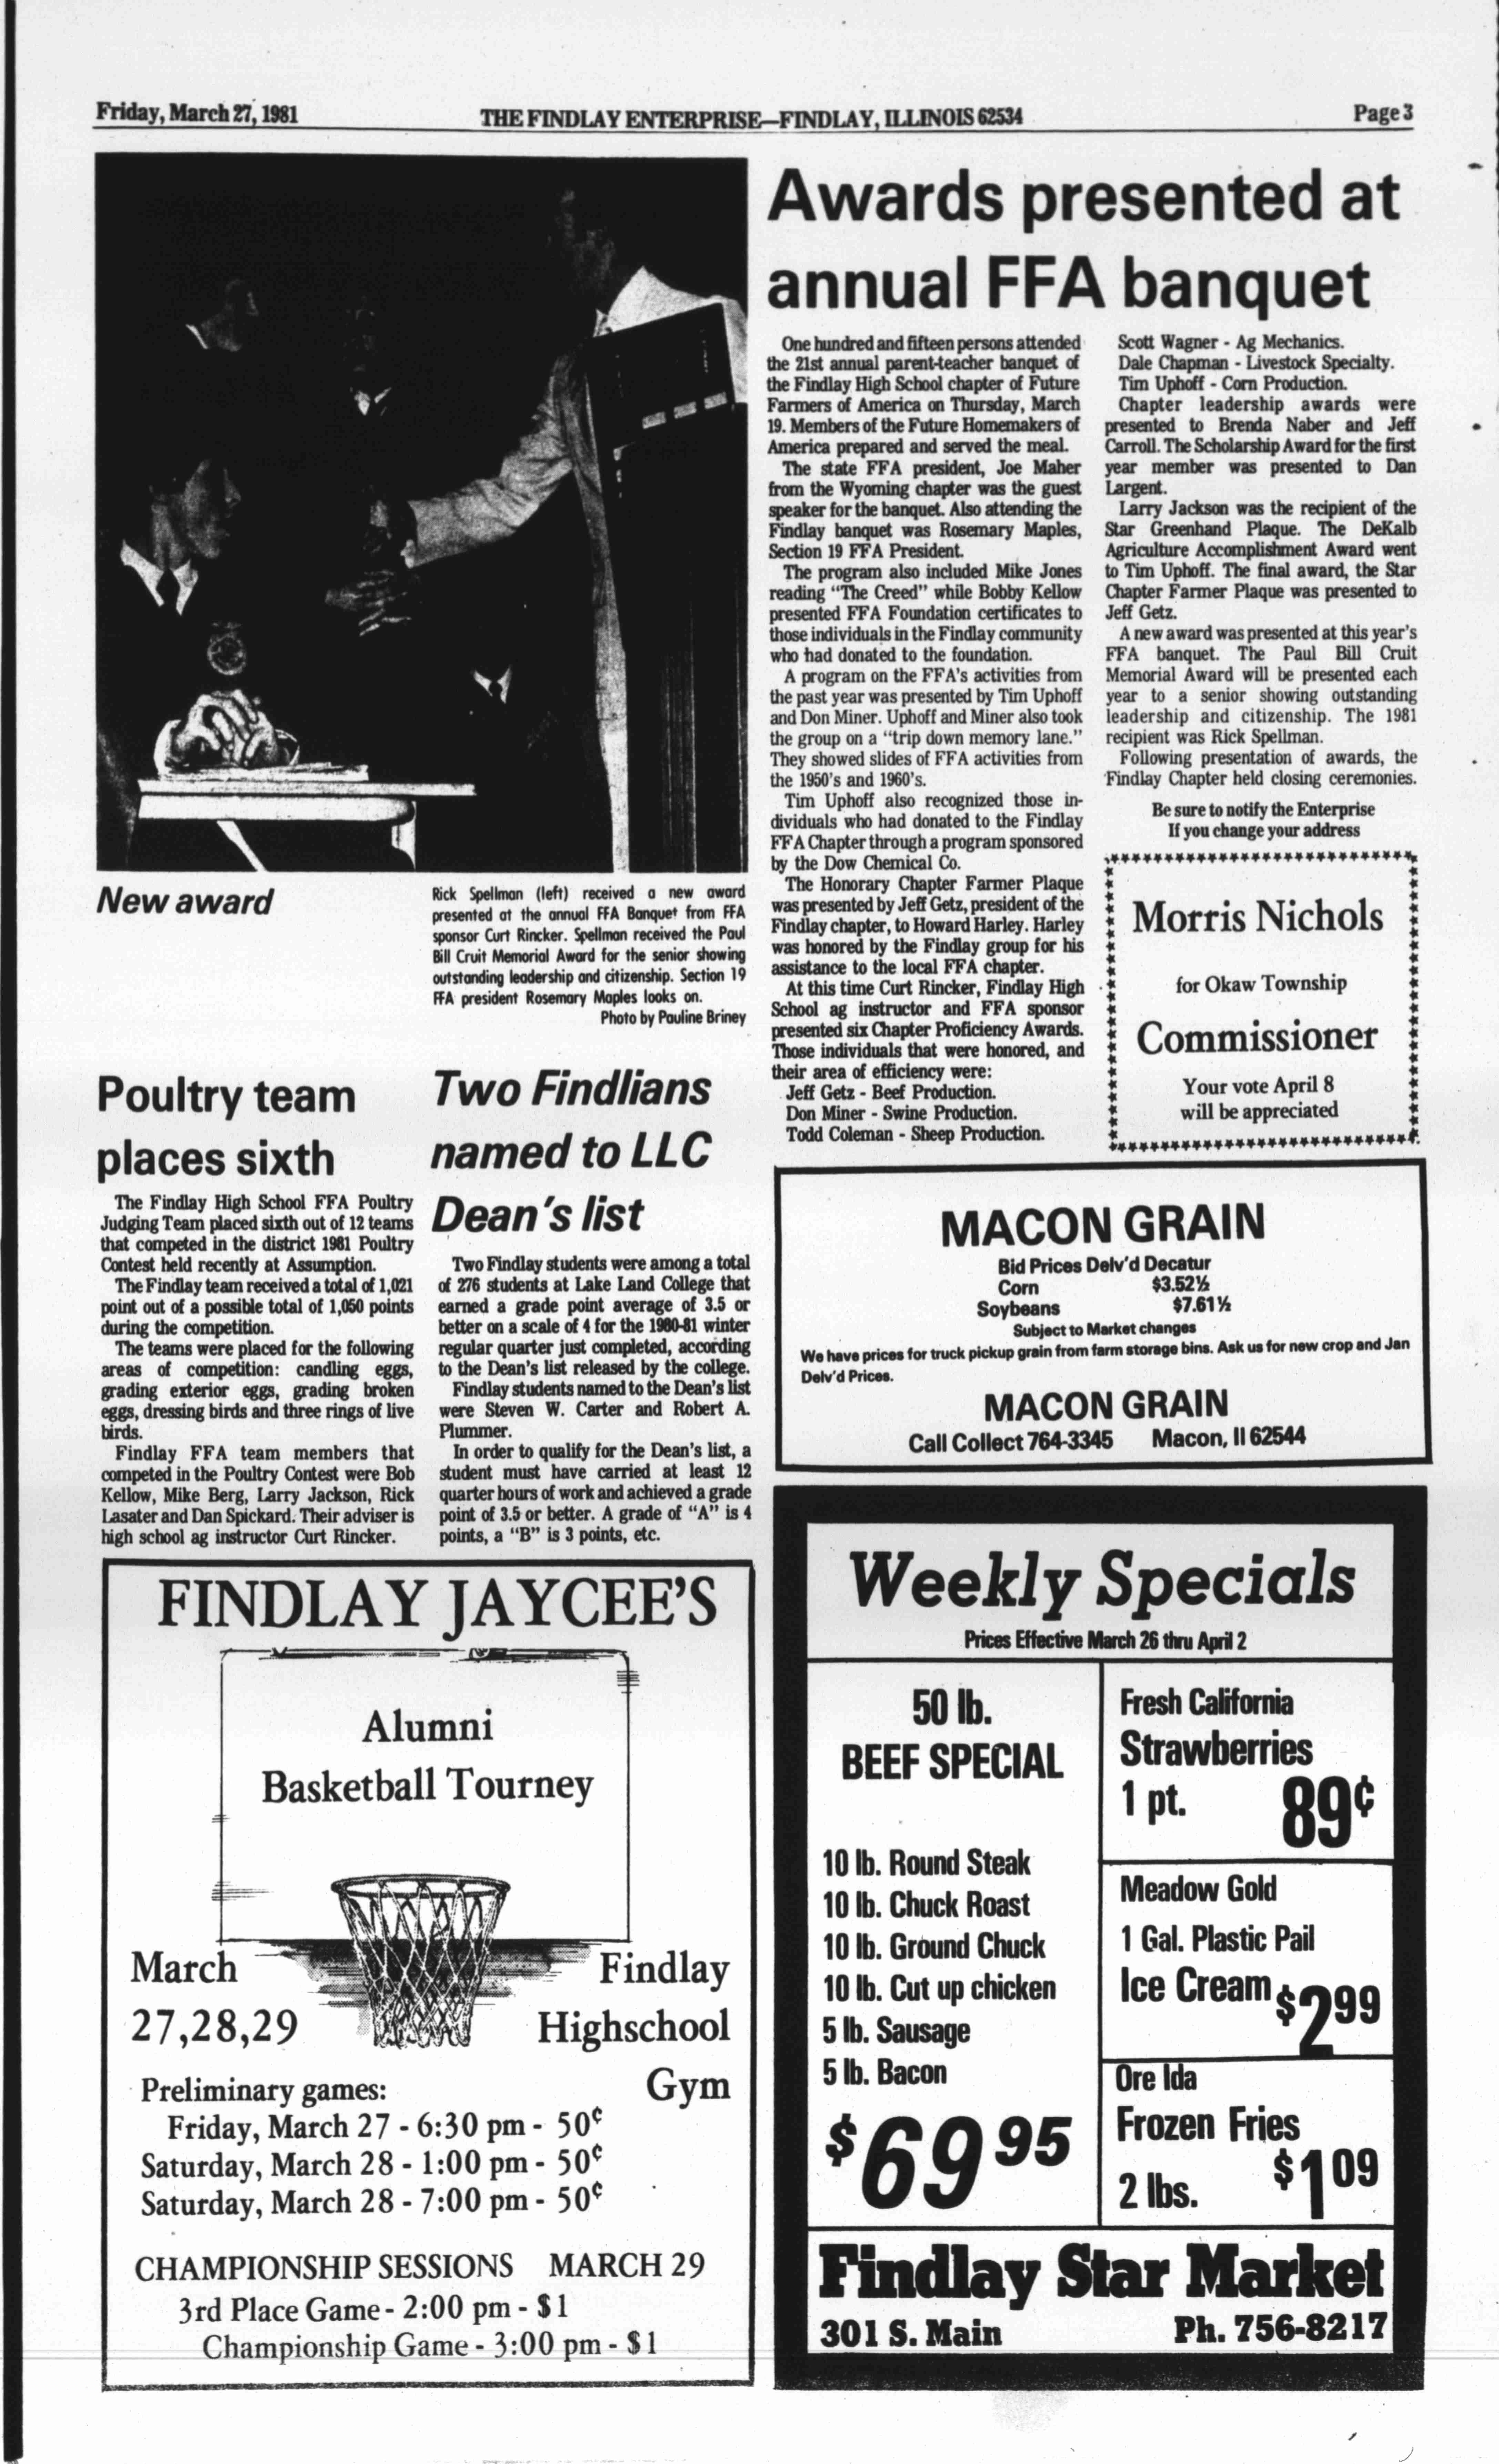 Friday, March 27, 1981
THE FINDLAY ENTERPRISE—FINDLAY, ILLINOIS 62534
Page 3
New award
Rick Spellman (left) received a new award
presented at the annual FFA Banquet from FFA
sponsor Curt Rincker. Spellman received the Paul
Bill Cruit Memorial Award for the senior showing
outstanding leadership and citizenship. Section 19
FFA president Rosemary Maples looks on.
Photo by Pauline Briney
Awards presented at
annual FFA banquet
One hundred and fifteen persons attended
the 21st annual parent-teacher banquet of
the Findlay High School chapter of Future
Farmers of America on Thursday, March
19. Members of the Future Homemakers of
America prepared and served the meal.
The state FFA president, Joe Maher
from the Wyoming chapter was the guest
speaker for the banquet. Also attending the
Findlay banquet was Rosemary Maples,
Section 19 FFA President.
The program also included Mike Jones
reading "The Creed" while Bobby Kellow
presented FFA Foundation certificates to
those individuals in the Findlay community
who had donated to the foundation.
A program on the FFA's activities from
the past year was presented by Tim Uphoff
and Don Miner. Uphoff and Miner also took
the group on a "trip down memory lane."
They showed slides of FFA activities from
the 1950's and 1960's.
Tim Uphoff also recognized those in-
dividuals who had donated to the Findlay
FFA Chapter through a program sponsored
by the Dow Chemical Co.
The Honorary Chapter Farmer Plaque
was presented by Jeff Getz, president of the
Findlay chapter, to Howard Harley. Harley
was honored by the Findlay group for his
assistance to the local FFA chapter.
At this time Curt Rincker, Findlay High
School ag instructor and FFA sponsor
presented six Chapter Proficiency Awards.
Those individuals that were honored, and
their area of efficiency were:
Jeff Getz - Beef Production.
Don Miner - Swine Production.
Todd Coleman - Sheep Production.
Scott Wagner - Ag Mechanics.
Dale Chapman - Livestock Specialty.
Tim Uphoff - Corn Production.
Chapter leadership awards were
presented to Brenda Naber and Jeff
Carroll. The Scholarship Award for the first
year member was presented to Dan
Largent.
Larry Jackson was the recipient of the
Star Greenhand Plaque. The DeKalb
Agriculture Accomplishment Award went
to Tim Uphoff. The final award, the Star
Chapter Farmer Plaque was presented to
Jeff Getz.
A new award was presented at this year's
FFA banquet. The Paul Bill Cruit
Memorial Award will be presented each
year to a senior showing outstanding
leadership and citizenship. The 1981
recipient was Rick Spellman.
Following presentation of awards, the
Findlay Chapter held closing ceremonies.
Be sure to notify the Enterprise
If you change your address
Morris Nichols
for Okaw Township
Commissioner
Your vote April 8
will be appreciated
Poultry team
places sixth
The Findlay High School FFA Poultry
Judging Team placed sixth out of 12 teams
that competed in the district 1981 Poultry
Contest held recently at Assumption.
The Findlay team received a total of 1,021
point out of a possible total of 1,050 points
during the competition.
The teams were placed for the following
areas of competition: candling eggs,
grading exterior eggs, grading broken
eggs, dressing birds and three rings of live
birds.
Findlay FFA team members that
competed in the Poultry Contest were Bob
Kellow, Mike Berg, Larry Jackson, Rick
Lasater and Dan Spickard. Their adviser is
high school ag instructor Curt Rincker.
Two Findlians
named to LLC
Dean's list
Two Findlay students were among a total
of 276 students at Lake Land College that
earned a grade point average of 3.5 or
better on a scale of 4 for the 1980-81 winter
regular quarter just completed, according
to the Dean's list released by the college.
Findlay students named to the Dean's list
were Steven W. Carter and Robert A.
Plummer.
In order to qualify for the Dean's list, a
student must have carried at least 12
quarter hours of work and achieved a grade
point of 3.5 or better. A grade of "A" is 4
points, a "B" is 3 points, etc.
MACON GRAIN
Bid Prices Delv'd Decatur
Corn $3.52½
Soybeans $7.61½
Subject to Market changes
We have prices for truck pickup grain from farm storage bins. Ask us for new crop and Jan
Delv'd Prices.
MACON GRAIN
Call Collect 764-3345 Macon, Il 62544
FINDLAY JAYCEE'S
Alumni
Basketball Tourney
March
27,28,29
Findlay
Highschool
Gym
Preliminary games:
Friday, March 27 - 6:30 pm - 50¢
Saturday, March 28 - 1:00 pm - 50¢
Saturday, March 28 - 7:00 pm - 50¢
CHAMPIONSHIP SESSIONS MARCH 29
3rd Place Game - 2:00 pm - $1
Championship Game - 3:00 pm - $1
Weekly Specials
Prices Effective March 26 thru April 2
50 lb.
BEEF SPECIAL
10 lb. Round Steak
10 lb. Chuck Roast
10 lb. Ground Chuck
10 lb. Cut up chicken
5 lb. Sausage
5 lb. Bacon
$69 95
Fresh California
Strawberries
1 pt. 89¢
Meadow Gold
1 Gal. Plastic Pail
Ice Cream $2 99
Ore Ida
Frozen Fries
2 lbs. $1 09
Findlay Star Market
301 S. Main Ph. 756-8217